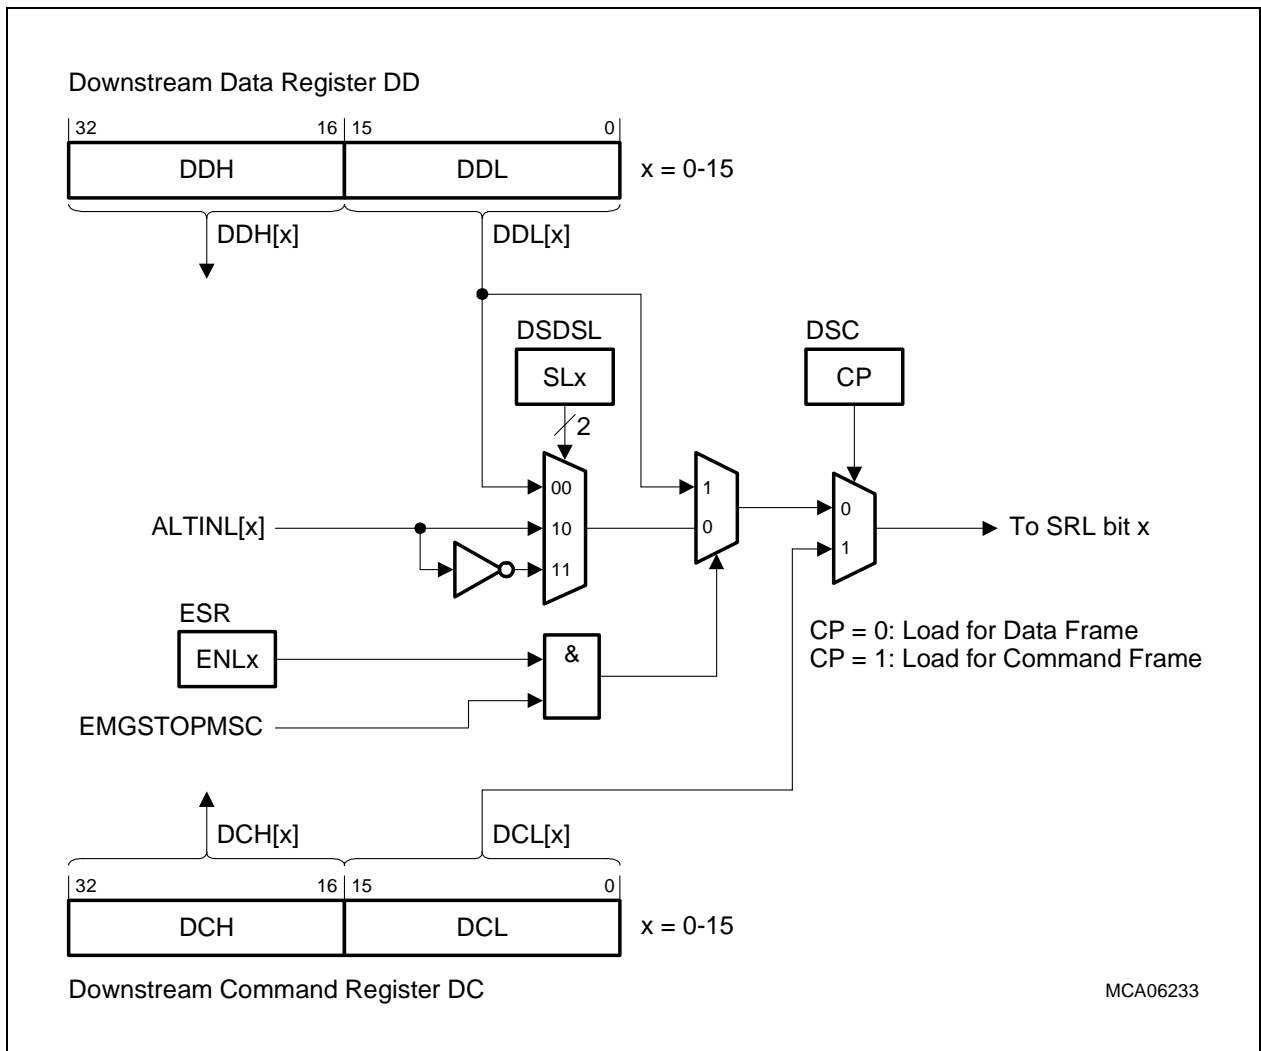 Downstream Data Register DD
32 16 15 0
DDH DDL x = 0-15
DDH[x] DDL[x]
DSDSL DSC
SLx CP
2
00 1
0
ALTINL[x] 10 0 To SRL bit x
1
11
ESR
ENLx & CP = 0: Load for Data Frame
CP = 1: Load for Command Frame
EMGSTOPMSC
DCH[x] DCL[x]
32 16 15 0
DCH DCL x = 0-15
Downstream Command Register DC MCA06233